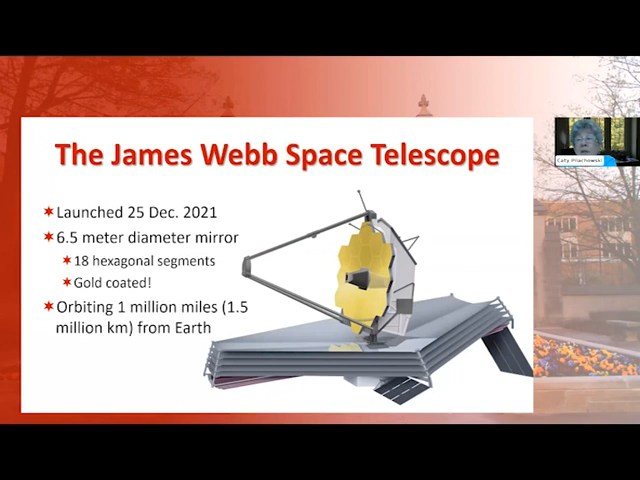 The James Webb Space Telescope
Launched 25 Dec. 2021
6.5 meter diameter mirror
18 hexagonal segments
Gold coated!
Orbiting 1 million miles (1.5
million km) from Earth
Caty Pilachowski